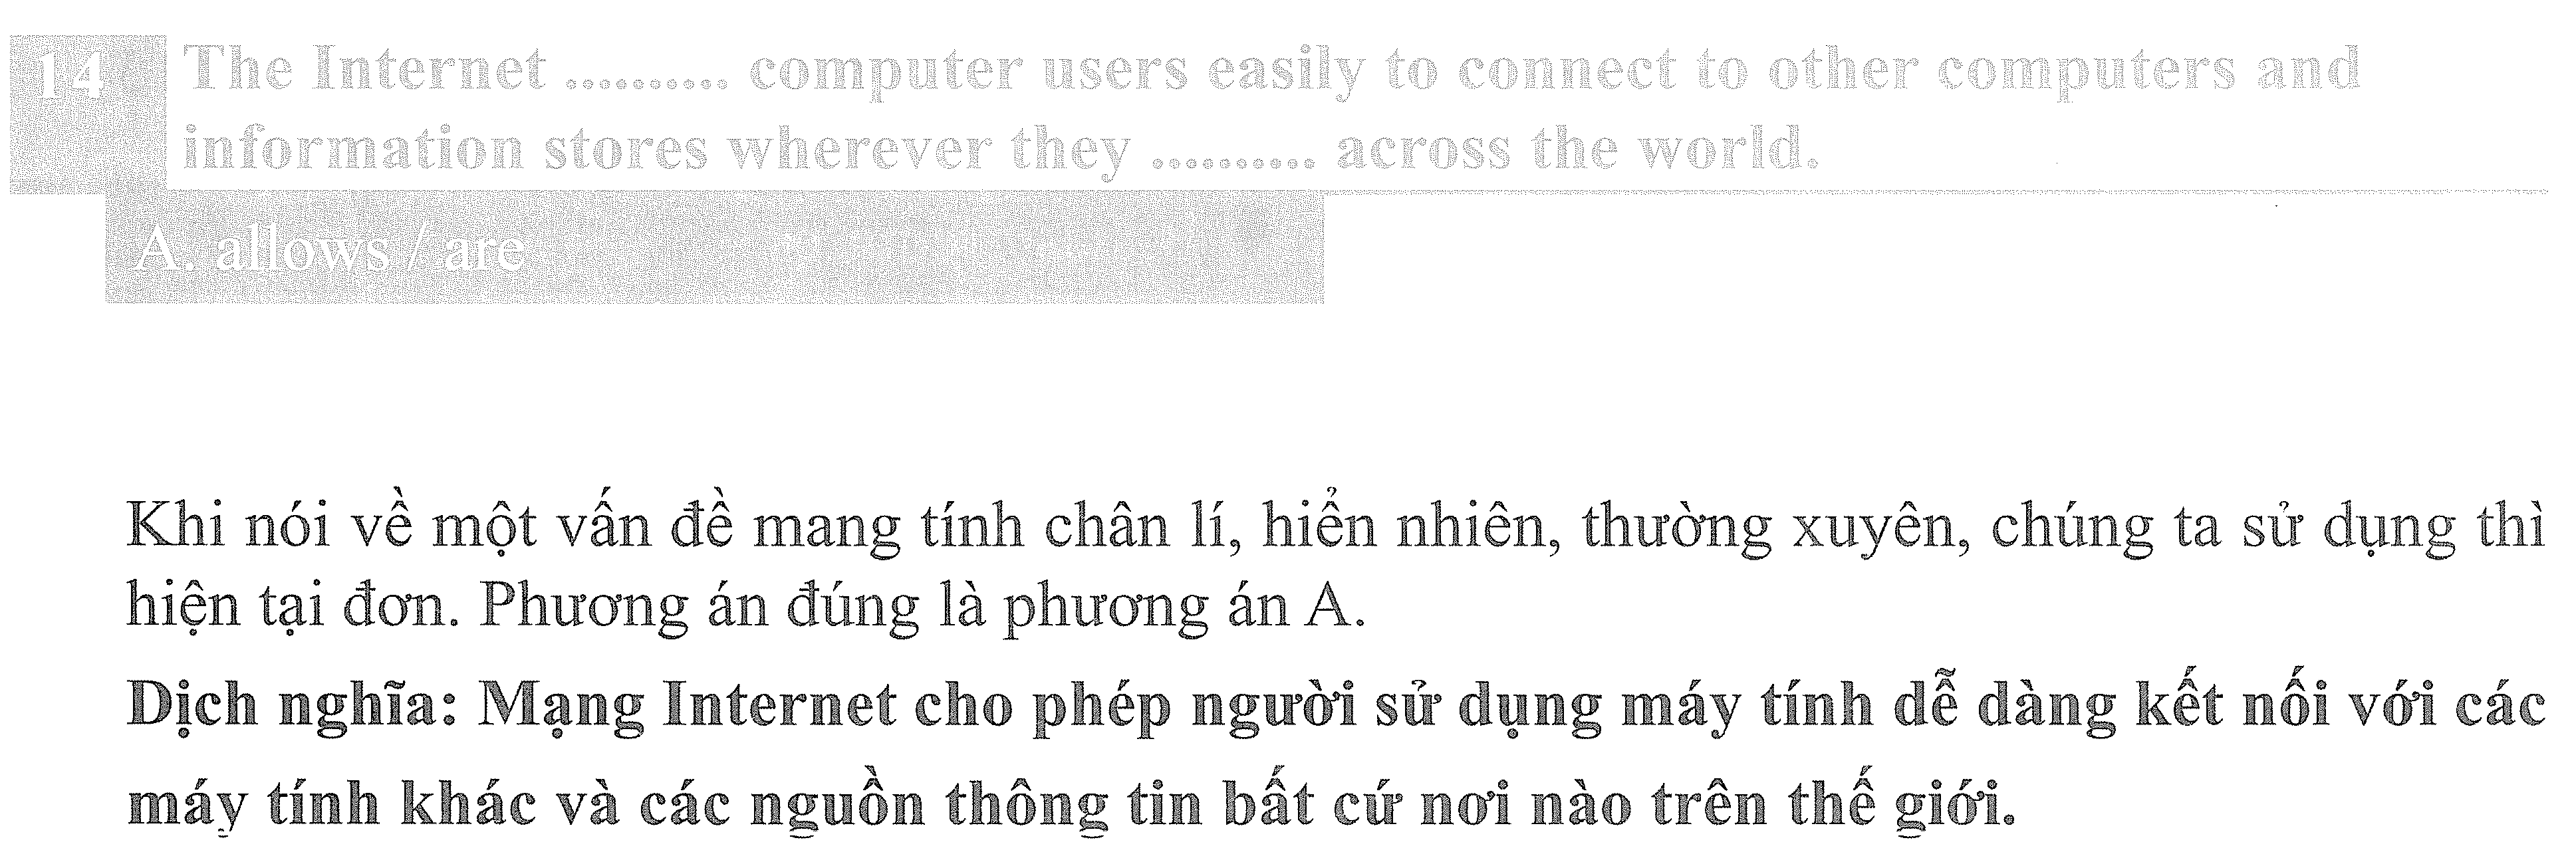 14 The Internet .......... computer users easily to connect to other computers and
information stores wherever they .......... across the world.
A. allows / are
Khi nói về một vấn đề mang tính chân lí, hiển nhiên, thường xuyên, chúng ta sử dụng thì
hiện tại đơn. Phương án đúng là phương án A.
Dịch nghĩa: Mạng Internet cho phép người sử dụng máy tính dễ dàng kết nối với các
máy tính khác và các nguồn thông tin bất cứ nơi nào trên thế giới.